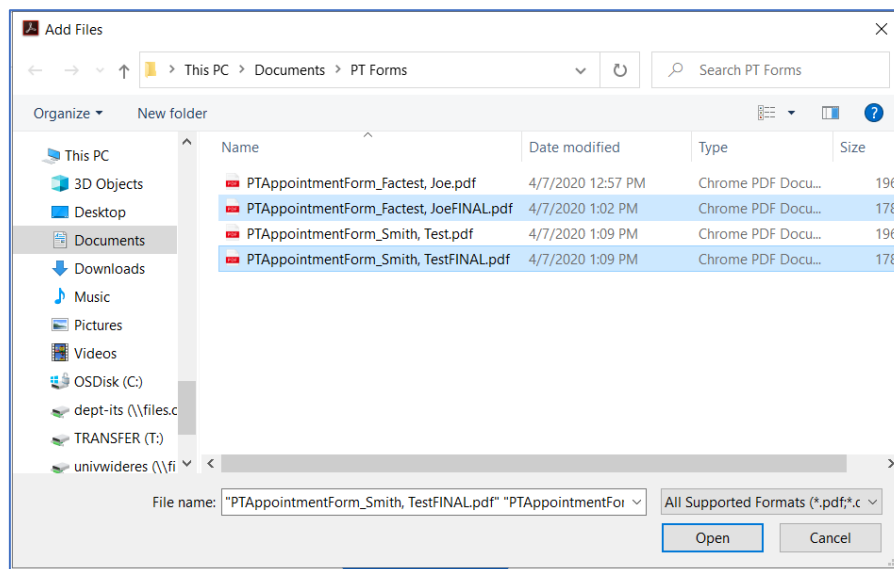 Add Files
This PC > Documents > PT Forms
Search PT Forms
Organize
New folder
?
Name Date modified Type Size
This PC
3D Objects
Desktop
Documents
Downloads
Music
Pictures
Videos
OSDisk (C:)
dept-its (\\files.c
TRANSFER (T:)
univwideres (\\fi
PTAppointmentForm_Factest, Joe.pdf 4/7/2020 12:57 PM Chrome PDF Docu... 196
PTAppointmentForm_Factest, JoeFINAL.pdf 4/7/2020 1:02 PM Chrome PDF Docu... 178
PTAppointmentForm_Smith, Test.pdf 4/7/2020 1:09 PM Chrome PDF Docu... 196
PTAppointmentForm_Smith, TestFINAL.pdf 4/7/2020 1:09 PM Chrome PDF Docu... 178
File name: "PTAppointmentForm_Smith, TestFINAL.pdf" "PTAppointmentFor
All Supported Formats (*.pdf;*.c
Open
Cancel